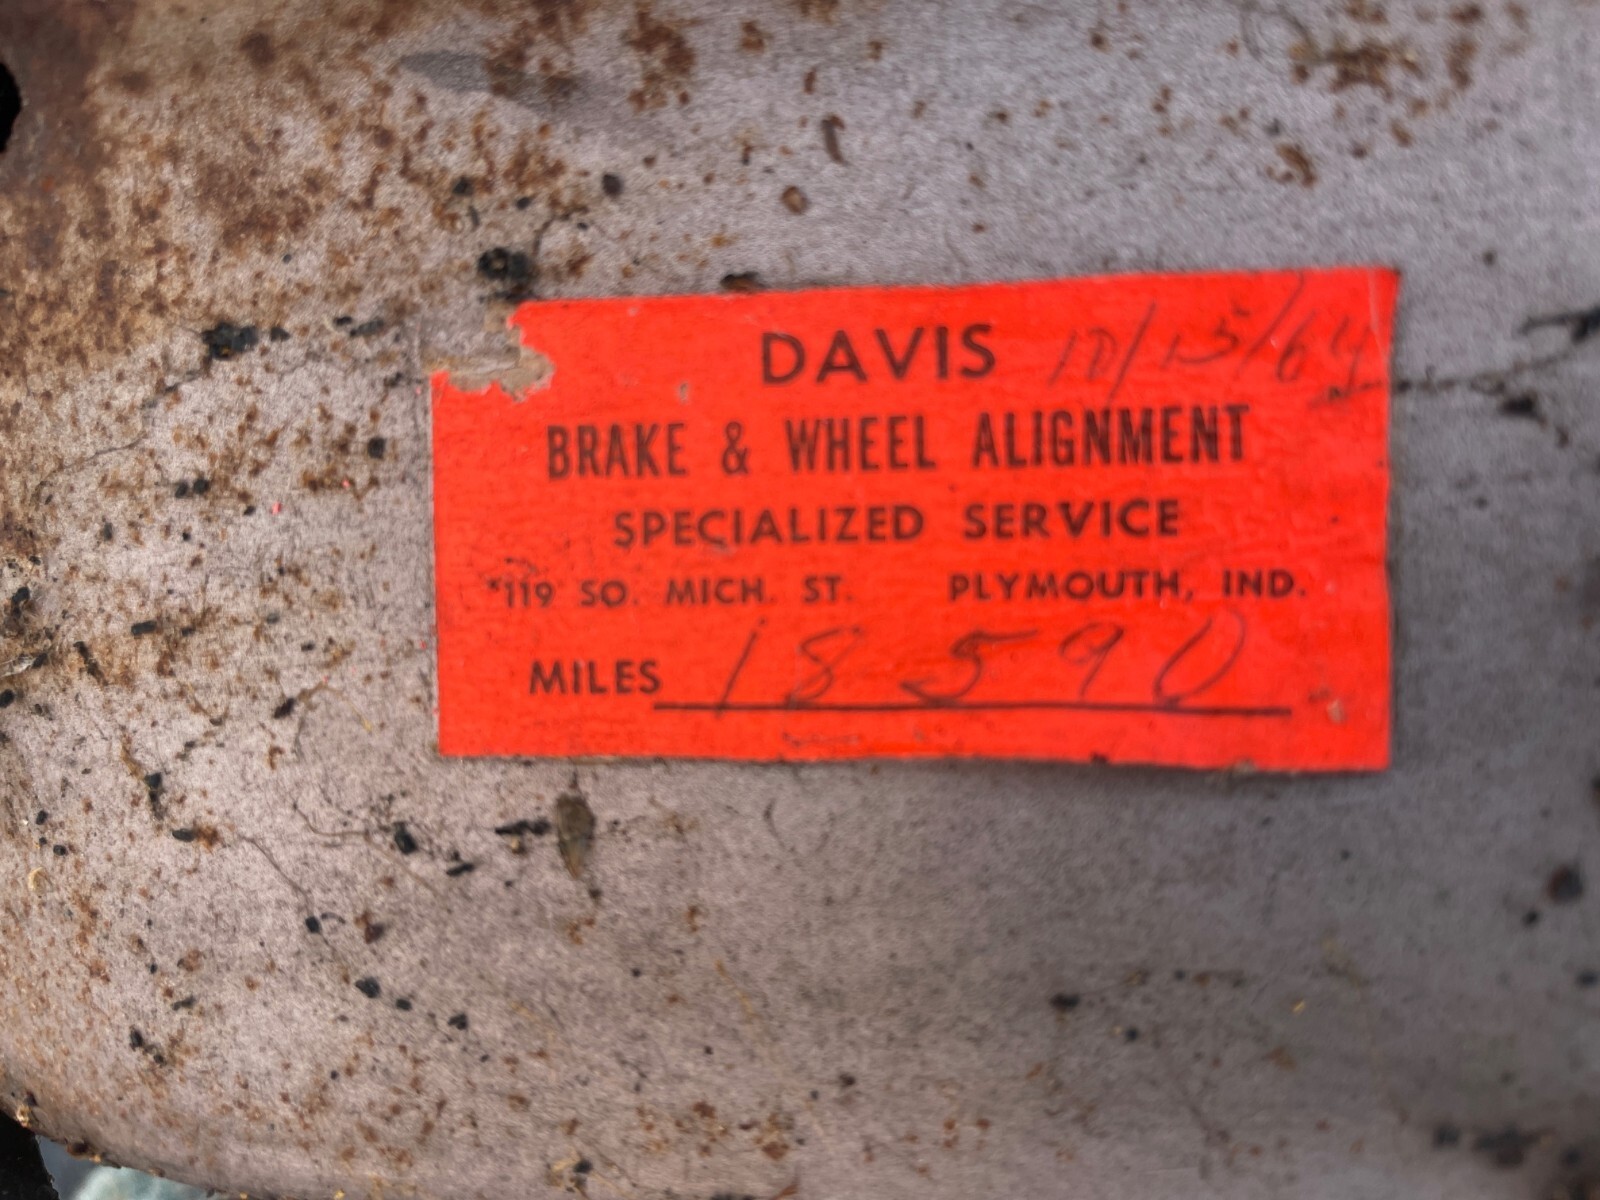 DAVIS 10/15/64
BRAKE & WHEEL ALIGNMENT
SPECIALIZED SERVICE
119 SO. MICH. ST. PLYMOUTH, IND.
MILES 18590